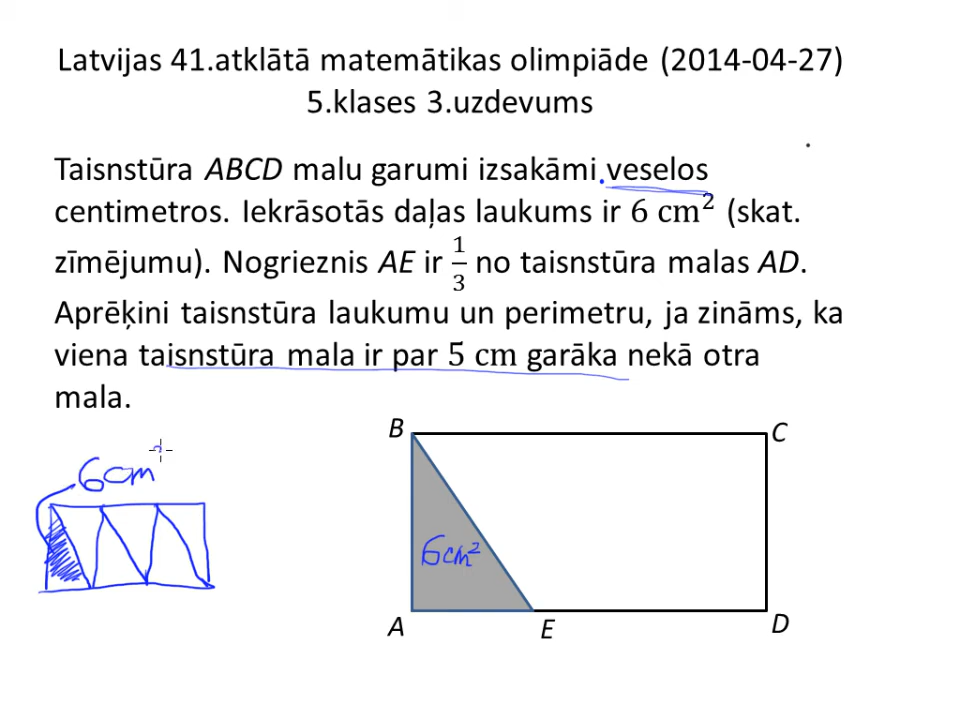 Latvijas 41.atklātā matemātikas olimpiāde (2014-04-27)
5.klases 3.uzdevums
Taisnstūra ABCD malu garumi izsakāmi veselos
centimetros. Iekrāsotās daļas laukums ir 6 cm² (skat.
zīmējumu). Nogrieznis AE ir 1/3 no taisnstūra malas AD.
Aprēķini taisnstūra laukumu un perimetru, ja zināms, ka
viena taisnstūra mala ir par 5 cm garāka nekā otra
mala.
B
C
6cm²
6cm²
A
E
D